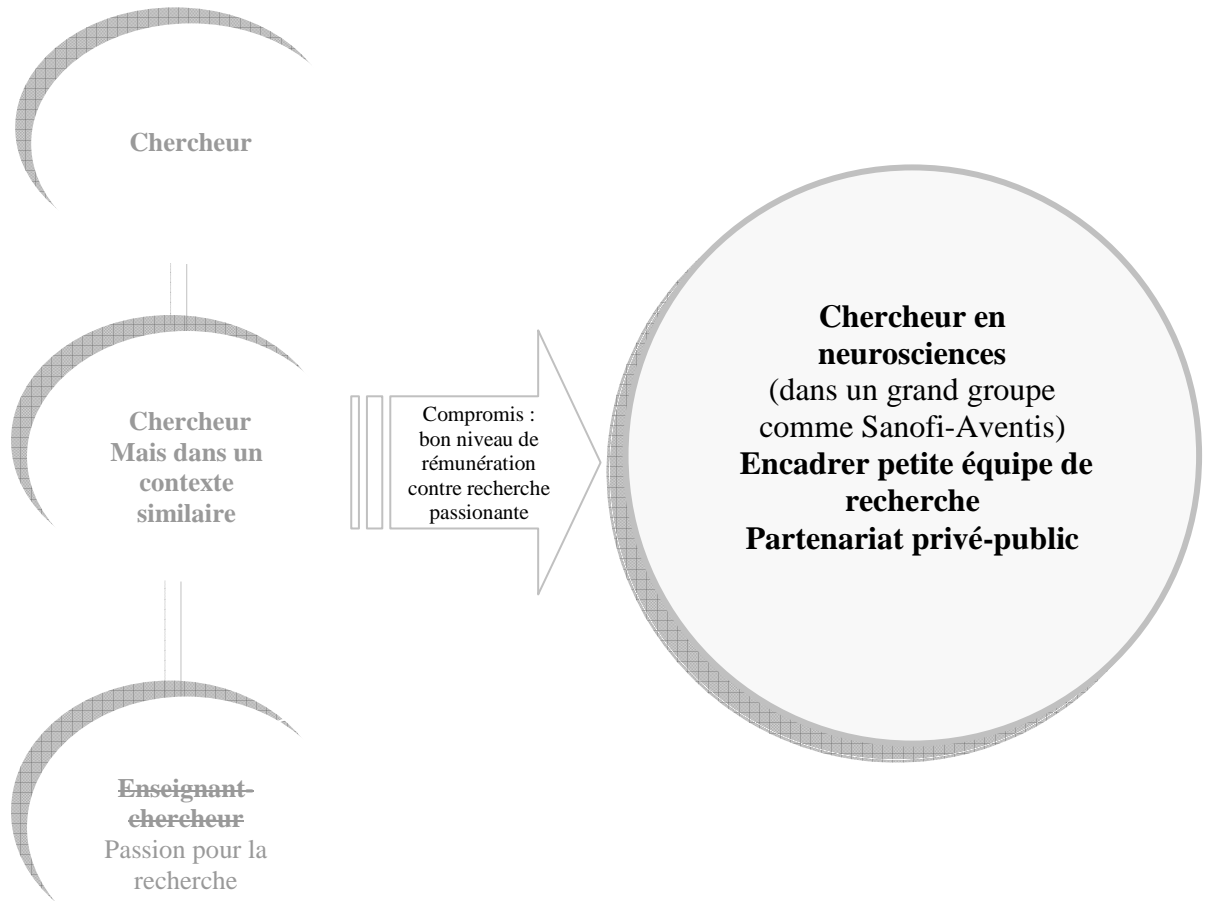 Chercheur
Chercheur
Mais dans un
contexte
similaire
Enseignant-
chercheur
Passion pour la
recherche
Compromis :
bon niveau de
rémunération
contre recherche
passionante
Chercheur en
neurosciences
(dans un grand groupe
comme Sanofi-Aventis)
Encadrer petite équipe de
recherche
Partenariat privé-public